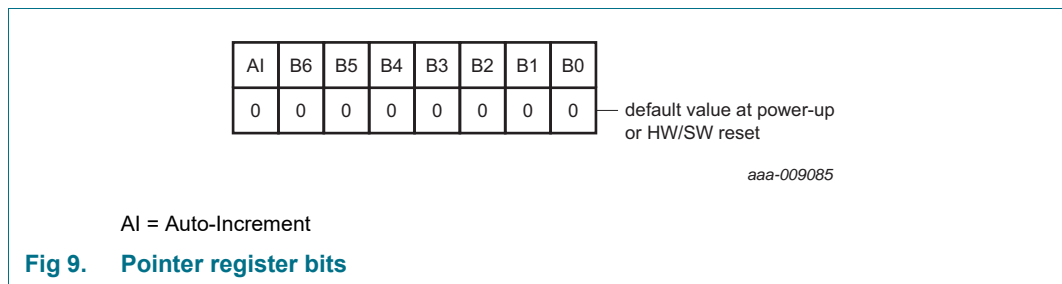 AI B6 B5 B4 B3 B2 B1 B0
0 0 0 0 0 0 0 0 default value at power-up
or HW/SW reset
aaa-009085
AI = Auto-Increment
Fig 9. Pointer register bits